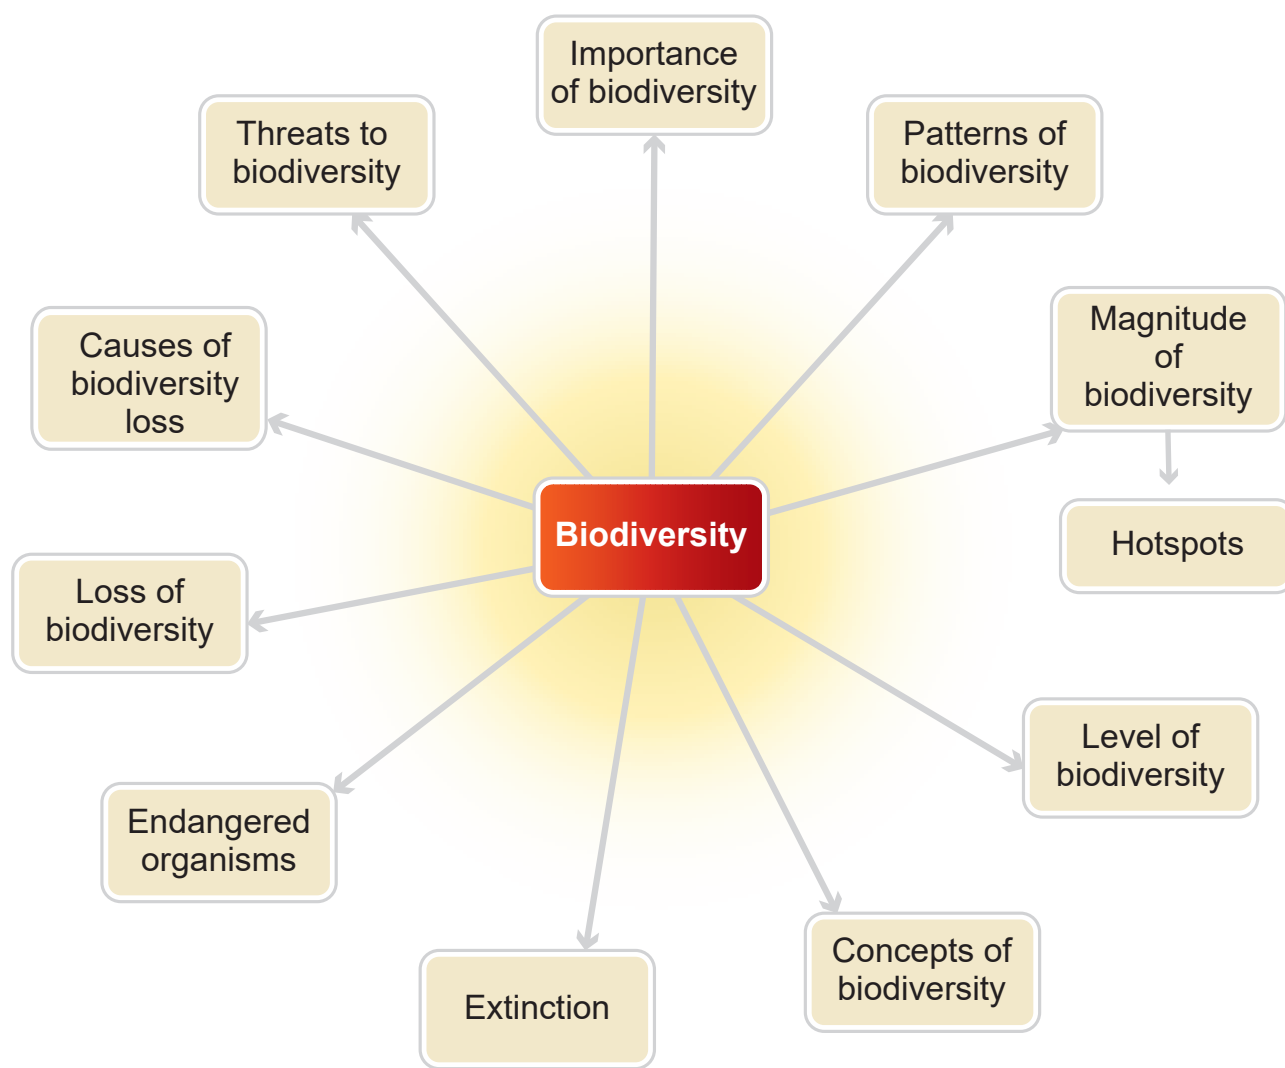 Importance
of biodiversity
Threats to
biodiversity
Patterns of
biodiversity
Magnitude
of
biodiversity
Causes of
biodiversity
loss
Biodiversity
Hotspots
Loss of
biodiversity
Level of
biodiversity
Endangered
organisms
Concepts of
biodiversity
Extinction